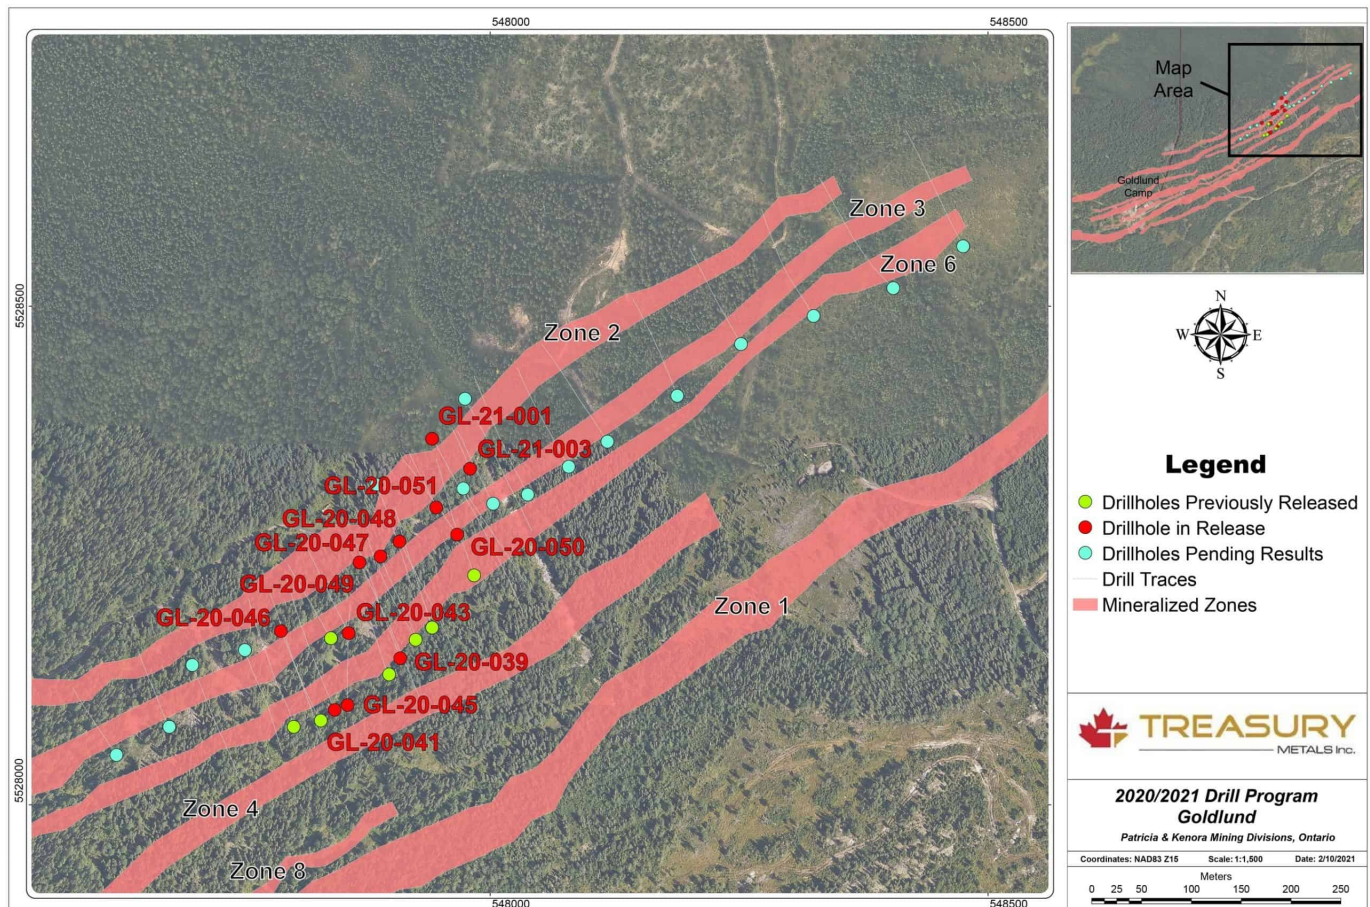 548000
548500
5528500
5528000
Zone 3
Zone 6
Zone 2
GL-21-001
GL-21-003
GL-20-051
GL-20-048
GL-20-047
GL-20-050
GL-20-049
GL-20-043
GL-20-046
GL-20-039
GL-20-045
GL-20-041
Zone 1
Zone 4
Zone 8
548000
548500
Map
Area
Goldlund
Camp
N
W
E
S
Legend
Drillholes Previously Released
Drillhole in Release
Drillholes Pending Results
Drill Traces
Mineralized Zones
TREASURY
METALS Inc.
2020/2021 Drill Program
Goldlund
Patricia & Kenora Mining Divisions, Ontario
Coordinates: NAD83 Z15 Scale: 1:1,500 Date: 2/10/2021
Meters
0 25 50 100 150 200 250